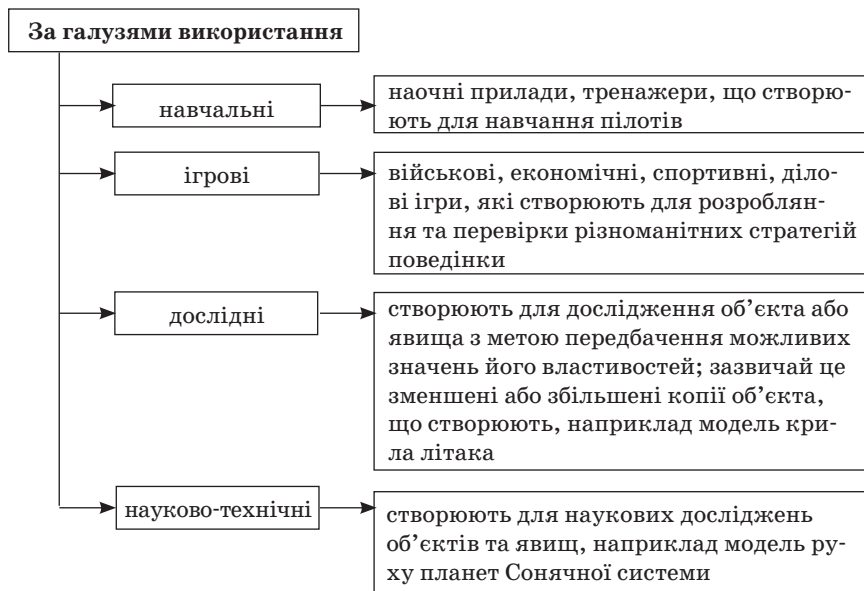 За галузями використання
навчальні
наочні прилади, тренажери, що створю-
ють для навчання пілотів
ігрові
військові, економічні, спортивні, діло-
ві ігри, які створюють для розроблян-
ня та перевірки різноманітних стратегій
поведінки
дослідні
створюють для дослідження об’єкта або
явища з метою передбачення можливих
значень його властивостей; зазвичай це
зменшені або збільшені копії об’єкта,
що створюють, наприклад модель кри-
ла літака
науково-технічні
створюють для наукових досліджень
об’єктів та явищ, наприклад модель ру-
ху планет Сонячної системи